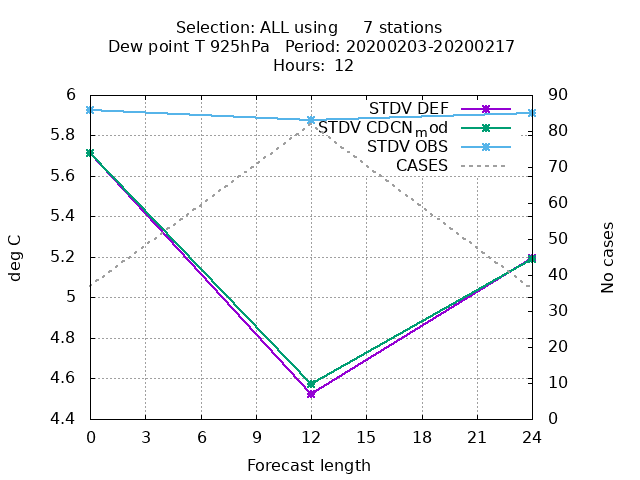 Selection: ALL using     7 stations
Dew point T 925hPa   Period: 20200203-20200217
Hours: 12
6
5.8
5.6
5.4
5.2
5
4.8
4.6
4.4
deg C
STDV DEF
STDV CDCNmod
STDV OBS
CASES
90
80
70
60
50
40
30
20
10
0
No cases
0 3 6 9 12 15 18 21 24
Forecast length